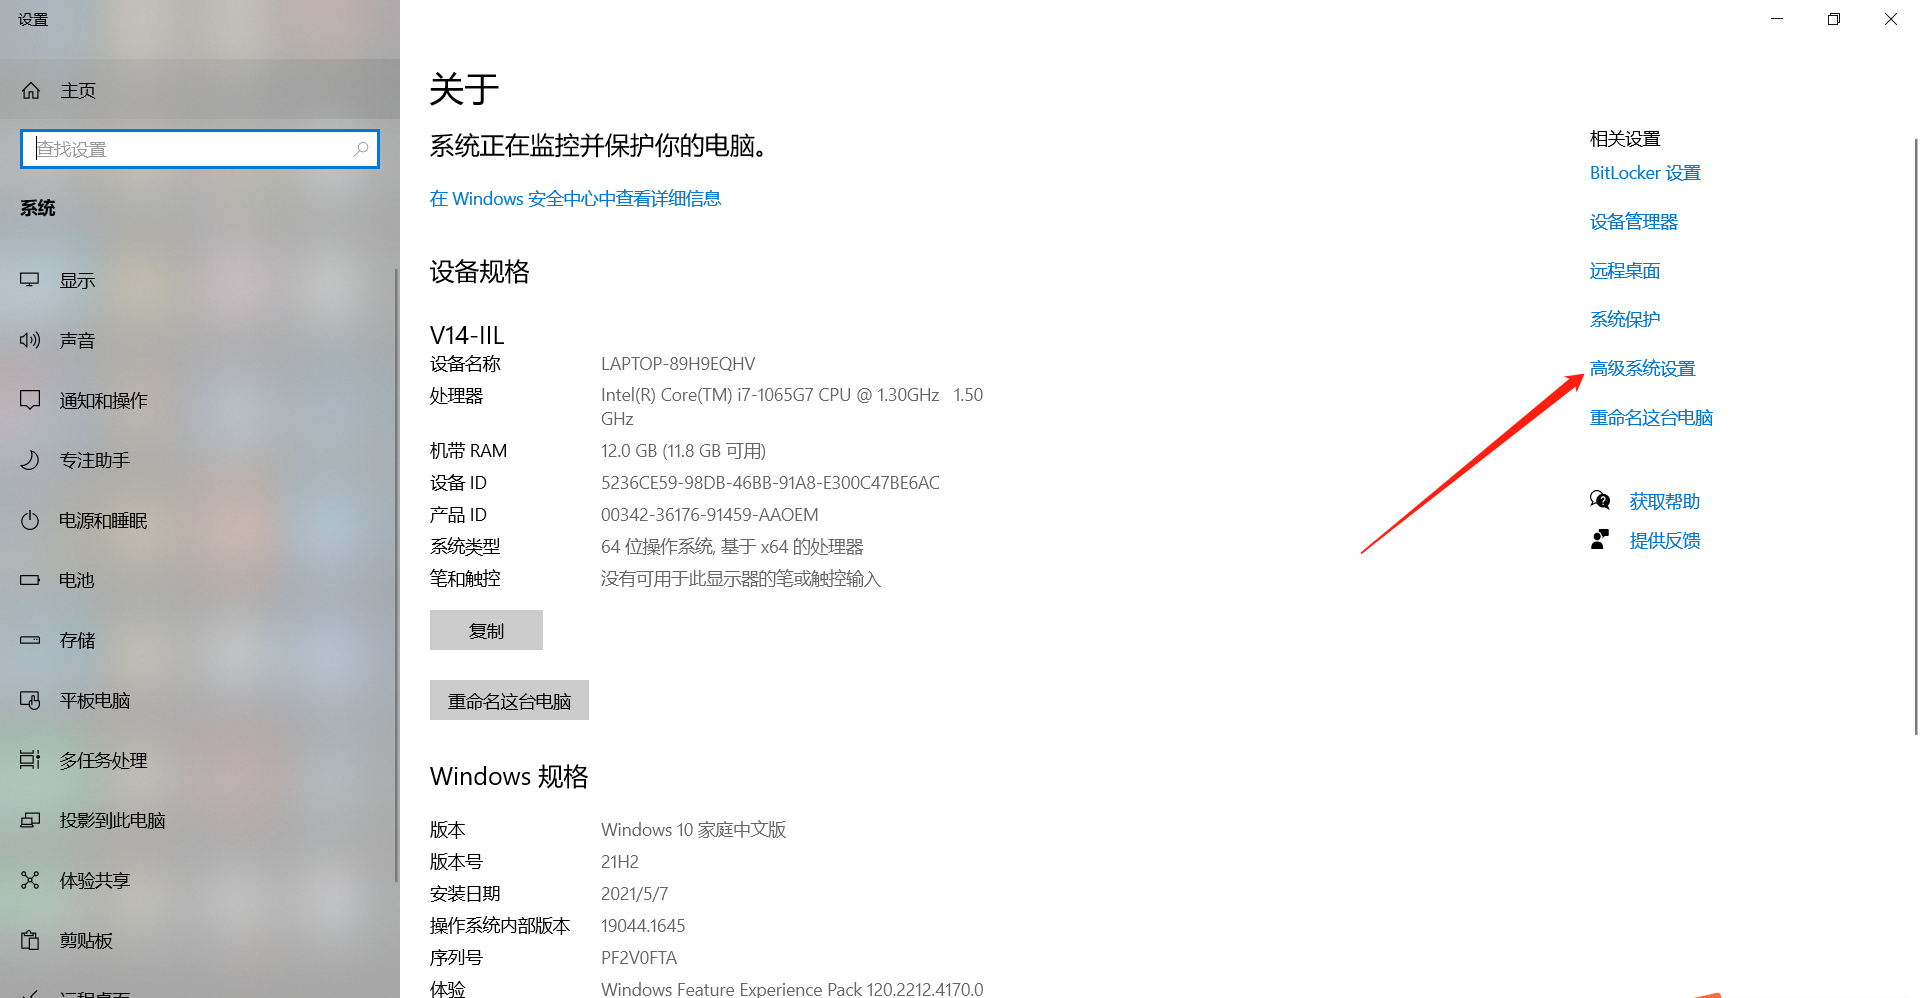 设置
主页
查找设置
系统
显示
声音
通知和操作
专注助手
电源和睡眠
电池
存储
平板电脑
多任务处理
投影到此电脑
体验共享
剪贴板
远程桌面
关于
系统正在监控并保护你的电脑。
在 Windows 安全中心中查看详细信息
设备规格
V14-IIL
设备名称 LAPTOP-89H9EQHV
处理器 Intel(R) Core(TM) i7-1065G7 CPU @ 1.30GHz 1.50
GHz
机带 RAM 12.0 GB (11.8 GB 可用)
设备 ID 5236CE59-98DB-46BB-91A8-E300C47BE6AC
产品 ID 00342-36176-91459-AAOEM
系统类型 64 位操作系统, 基于 x64 的处理器
笔和触控 没有可用于此显示器的笔或触控输入
复制
重命名这台电脑
Windows 规格
版本 Windows 10 家庭中文版
版本号 21H2
安装日期 2021/5/7
操作系统内部版本 19044.1645
序列号 PF2V0FTA
体验 Windows Feature Experience Pack 120.2212.4170.0
相关设置
BitLocker 设置
设备管理器
远程桌面
系统保护
高级系统设置
重命名这台电脑
获取帮助
提供反馈